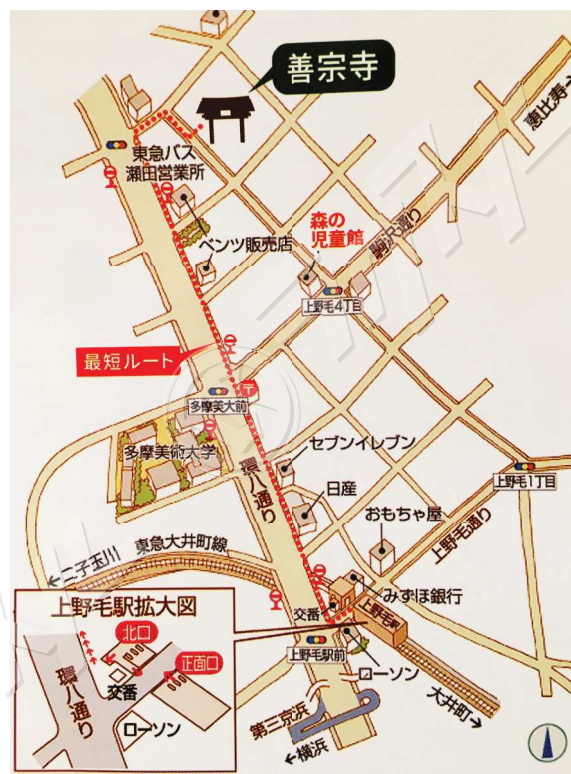 善宗寺
恵比寿→
東急バス
瀬田営業所
森の
児童館
駒沢通り
ベンツ販売店
上野毛4丁目
最短ルート
多摩美大前
多摩美術大学
セブンイレブン
環八通り
日産
上野毛1丁目
おもちゃ屋
上野毛通り
東急大井町線
←二子玉川
みずほ銀行
交番
上野毛駅
上野毛駅前
ローソン
大井町→
第三京浜
←横浜
上野毛駅拡大図
北口
正面口
交番
環八通り
ローソン